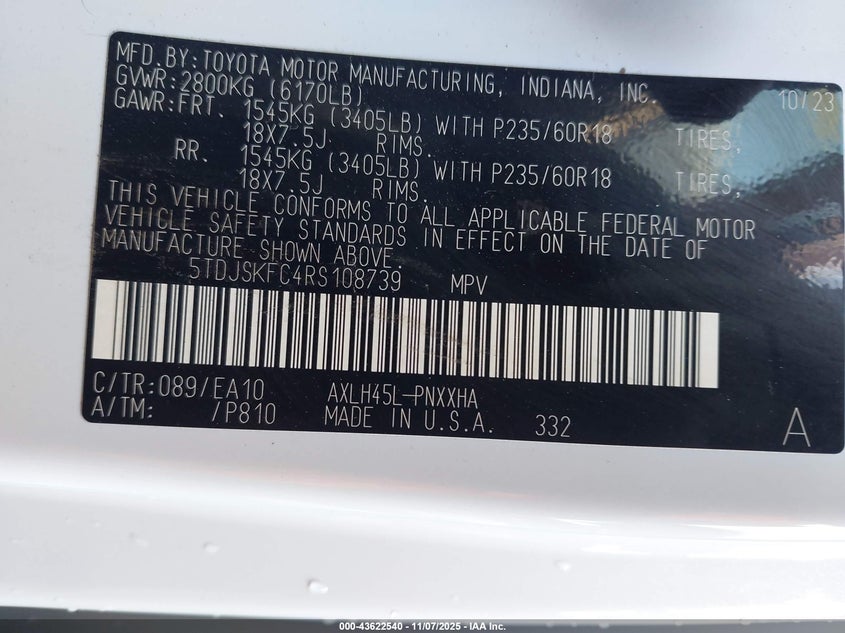 MFD.BY:TOYOTA MOTOR MANUFACTURING, INDIANA, INC. 10/23
GVWR:2800KG (6170LB)
GAWR:FRT. 1545KG (3405LB) WITH P235/60R18 TIRES,
18X7.5J RIMS.
RR. 1545KG (3405LB) WITH P235/60R18 TIRES,
18X7.5J RIMS.
THIS VEHICLE CONFORMS TO ALL APPLICABLE FEDERAL MOTOR
VEHICLE SAFETY STANDARDS IN EFFECT ON THE DATE OF
MANUFACTURE SHOWN ABOVE.
5TDJSKFC4RS108739 MPV
C/TR:089/EA10 AXLH45L-PNXXHA
A/TM: /P810 MADE IN U.S.A. 332 A
000-43622540 - 11/07/2025 - IAA Inc.